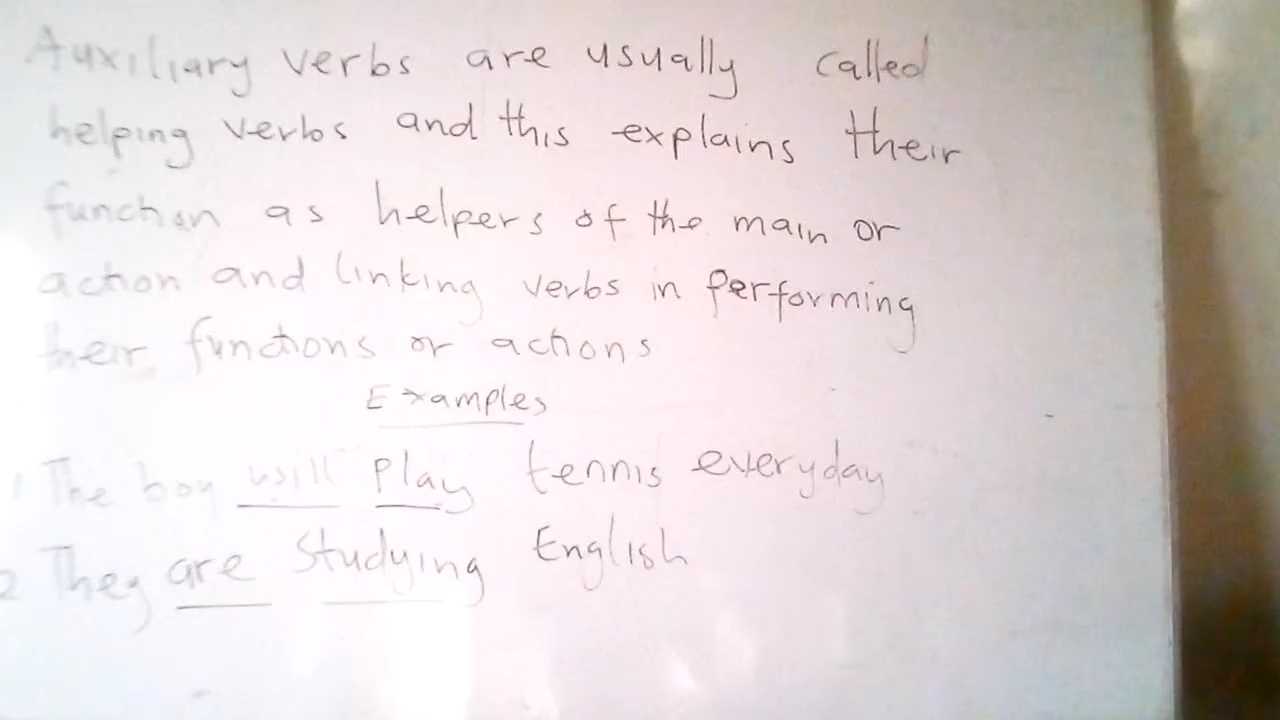 Auxiliary verbs are usually called
helping verbs and this explains their
function as helpers of the main or
action and linking verbs in performing
their functions or actions
Examples
1 The boy will play tennis everyday
2 They are studying English